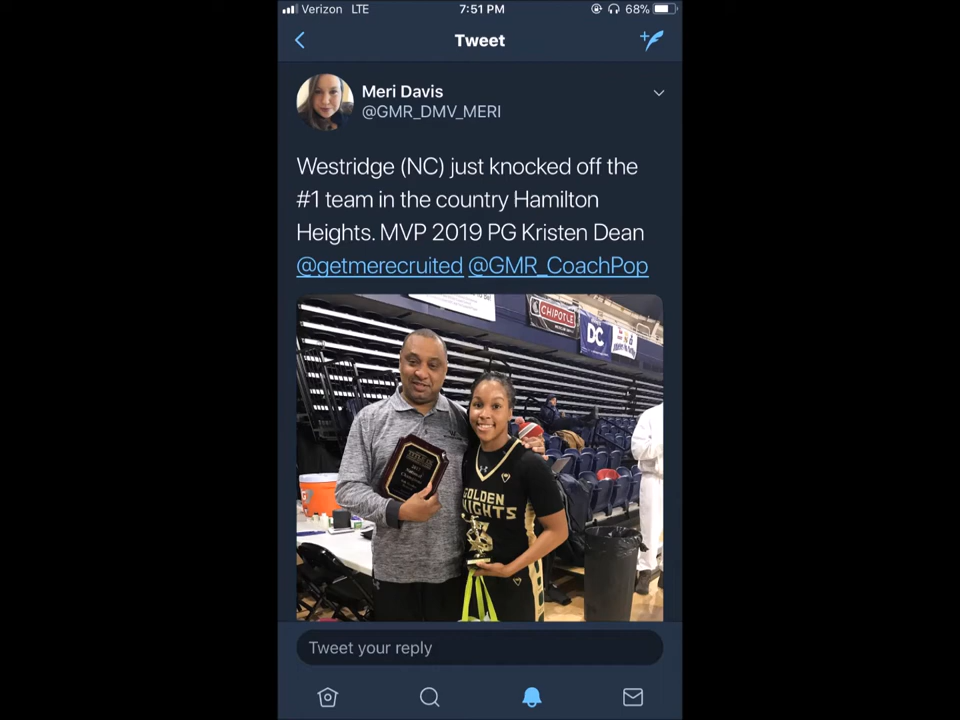 Verizon LTE 7:51 PM 68%
Tweet
Meri Davis
@GMR_DMV_MERI
Westridge (NC) just knocked off the
#1 team in the country Hamilton
Heights. MVP 2019 PG Kristen Dean
@getmerecruited @GMR_CoachPop
CHIPOTLE
DC
GOLDEN
KNIGHTS
Tweet your reply